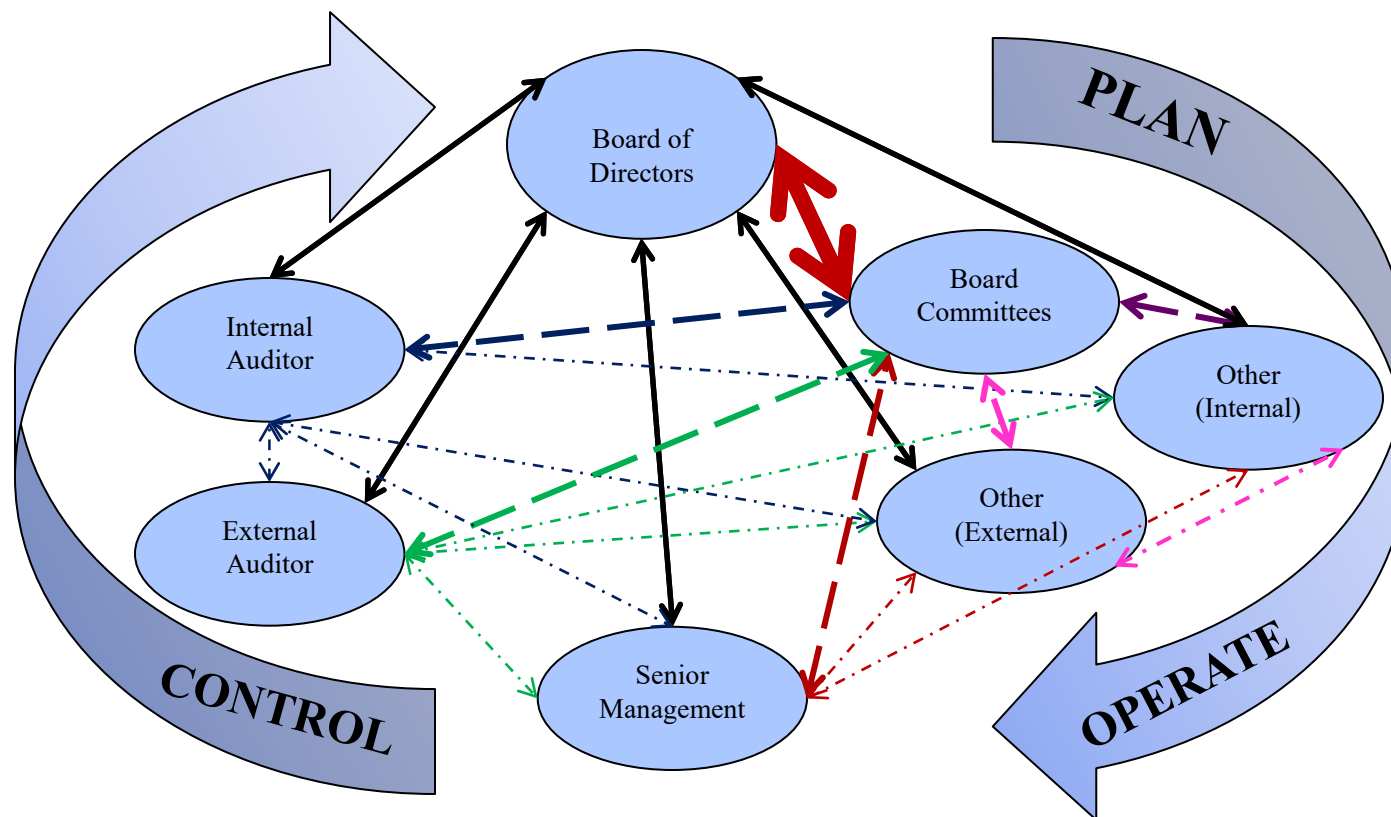 PLAN
Board of
Directors
Board
Committees
Internal
Auditor
Other
(Internal)
External
Auditor
Other
(External)
Senior
Management
CONTROL
OPERATE